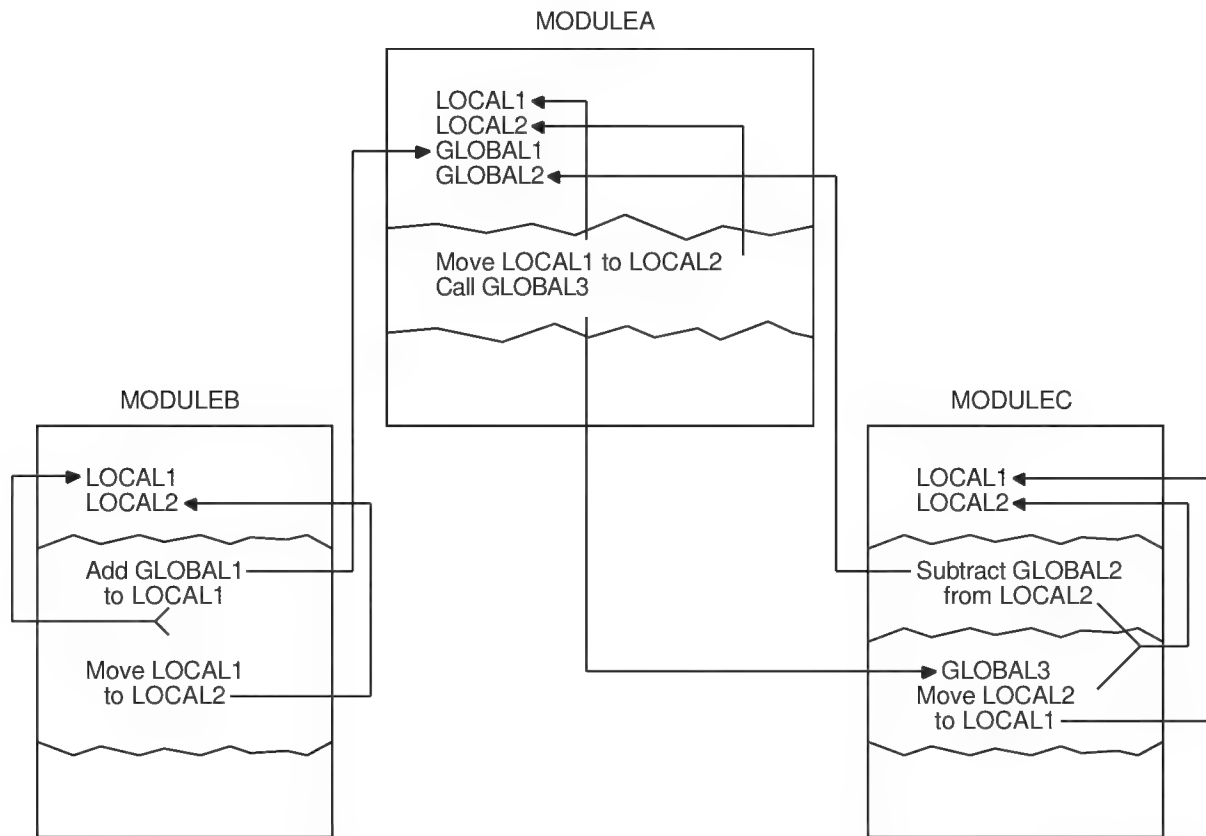 MODULEA
LOCAL1
LOCAL2
GLOBAL1
GLOBAL2
Move LOCAL1 to LOCAL2
Call GLOBAL3
MODULEB
LOCAL1
LOCAL2
Add GLOBAL1
to LOCAL1
Move LOCAL1
to LOCAL2
MODULEC
LOCAL1
LOCAL2
Subtract GLOBAL2
from LOCAL2
GLOBAL3
Move LOCAL2
to LOCAL1